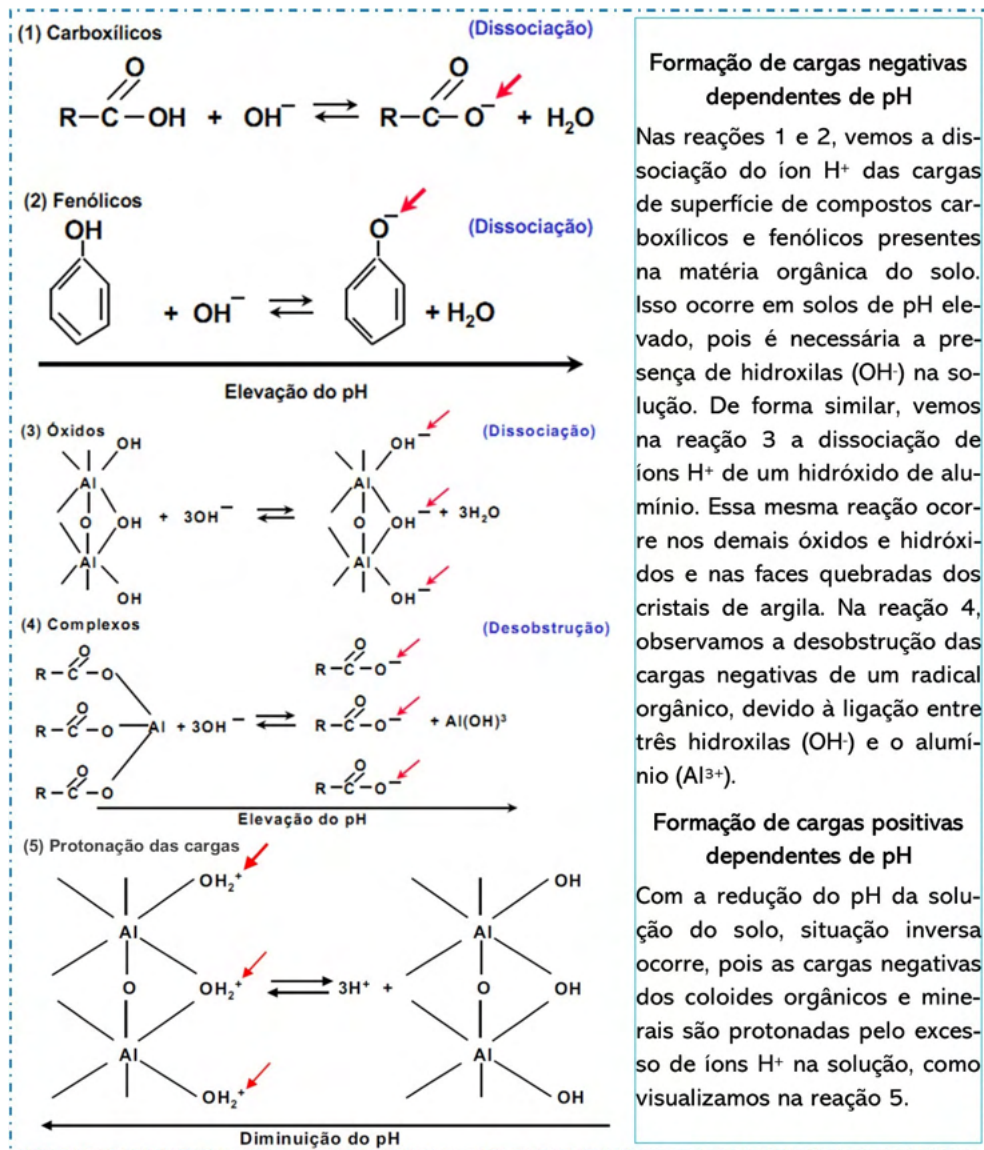 (1) Carboxílicos (Dissociação)
O O
R–C–OH + OH⁻ ⇌ R–C–O⁻ + H₂O
(2) Fenólicos (Dissociação)
OH O⁻
+ OH⁻ ⇌ + H₂O
Elevação do pH
(3) Óxidos (Dissociação)
OH OH⁻
Al Al
O OH + 3OH⁻ ⇌ O OH⁻ + 3H₂O
Al Al
OH OH⁻
(4) Complexos (Desobstrução)
O O
R–C–O R–C–O⁻
O O
R–C–O–Al + 3OH⁻ ⇌ R–C–O⁻ + Al(OH)³
O O
R–C–O R–C–O⁻
Elevação do pH
(5) Protonação das cargas
OH₂⁺ OH
Al Al
O OH₂⁺ ⇌ 3H⁺ + O OH
Al Al
OH₂⁺ OH
Diminuição do pH
Formação de cargas negativas
dependentes de pH
Nas reações 1 e 2, vemos a dis-
sociação do íon H⁺ das cargas
de superfície de compostos car-
boxílicos e fenólicos presentes
na matéria orgânica do solo.
Isso ocorre em solos de pH ele-
vado, pois é necessária a pre-
sença de hidroxilas (OH⁻) na so-
lução. De forma similar, vemos
na reação 3 a dissociação de
íons H⁺ de um hidróxido de alu-
mínio. Essa mesma reação ocor-
re nos demais óxidos e hidróxi-
dos e nas faces quebradas dos
cristais de argila. Na reação 4,
observamos a desobstrução das
cargas negativas de um radical
orgânico, devido à ligação entre
três hidroxilas (OH⁻) e o alumí-
nio (Al³⁺).
Formação de cargas positivas
dependentes de pH
Com a redução do pH da solu-
ção do solo, situação inversa
ocorre, pois as cargas negativas
dos coloides orgânicos e mine-
rais são protonadas pelo exces-
so de íons H⁺ na solução, como
visualizamos na reação 5.